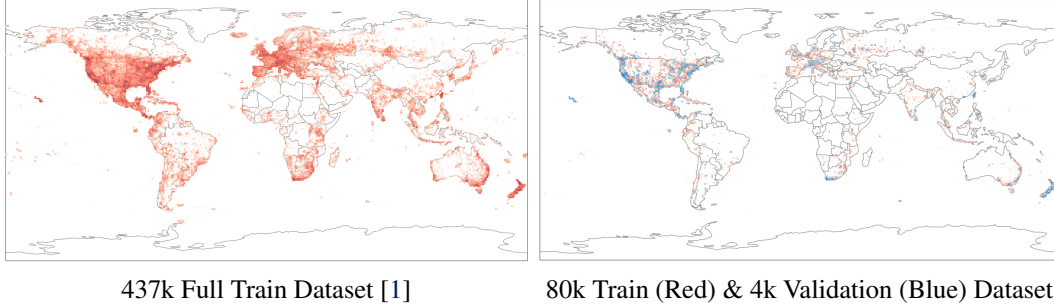 437k Full Train Dataset [1]
80k Train (Red) & 4k Validation (Blue) Dataset